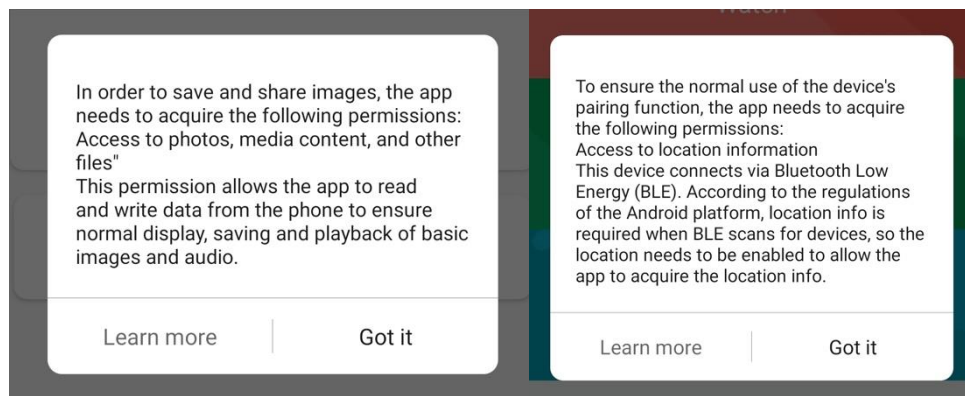 In order to save and share images, the app
needs to acquire the following permissions:
Access to photos, media content, and other
files"
This permission allows the app to read
and write data from the phone to ensure
normal display, saving and playback of basic
images and audio.
Learn more
Got it
Watch
To ensure the normal use of the device's
pairing function, the app needs to acquire
the following permissions:
Access to location information
This device connects via Bluetooth Low
Energy (BLE). According to the regulations
of the Android platform, location info is
required when BLE scans for devices, so the
location needs to be enabled to allow the
app to acquire the location info.
Learn more
Got it